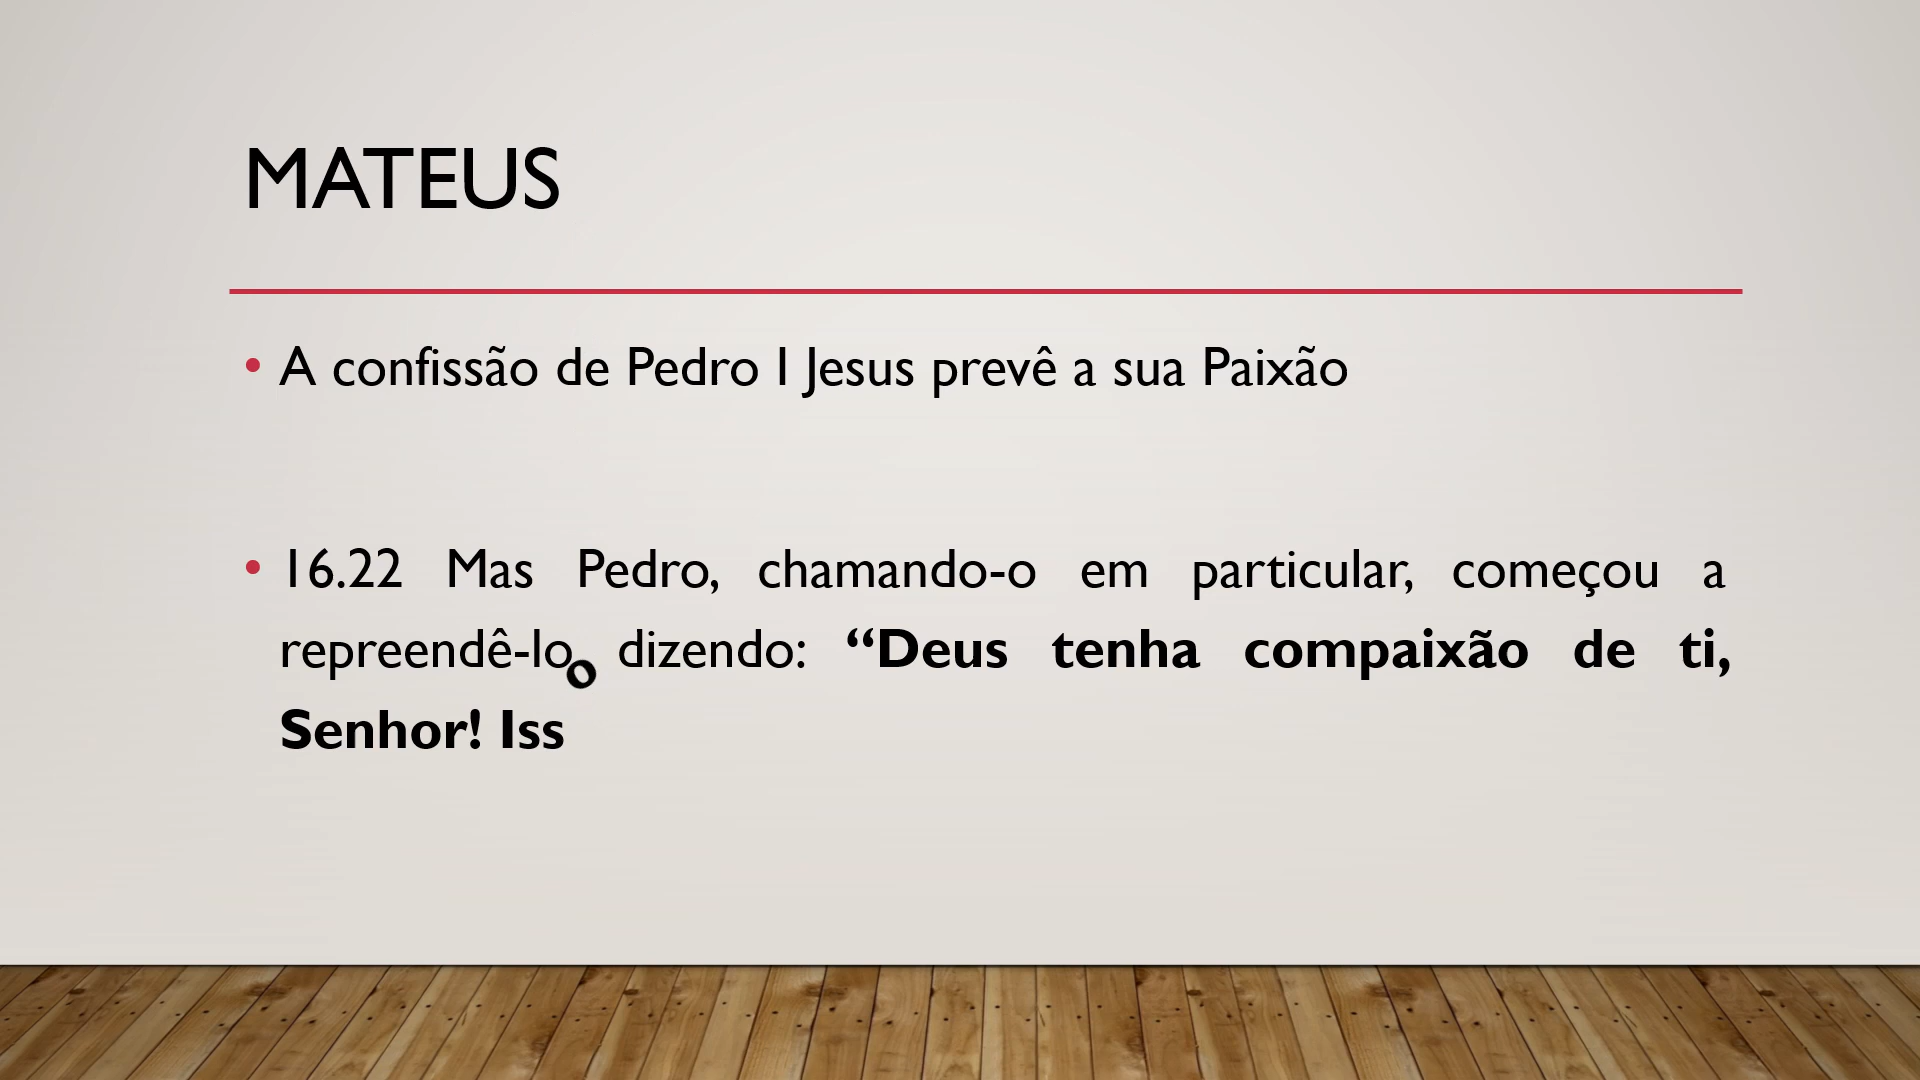 MATEUS
• A confissão de Pedro I Jesus prevê a sua Paixão
• 16.22 Mas Pedro, chamando-o em particular, começou a
repreendê-lo, dizendo: “Deus tenha compaixão de ti,
Senhor! Isso